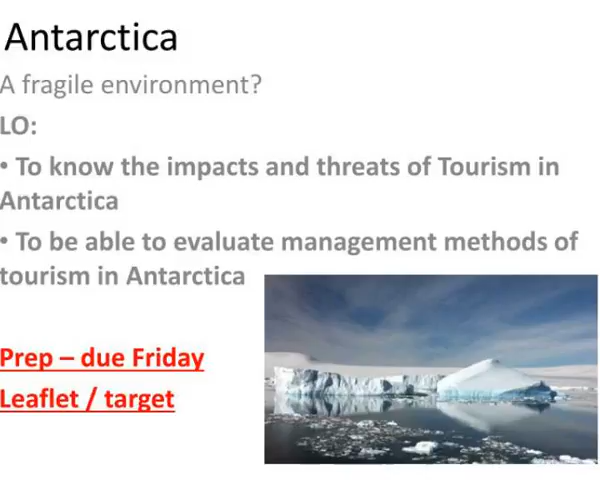 Antarctica
A fragile environment?
LO:
• To know the impacts and threats of Tourism in
Antarctica
• To be able to evaluate management methods of
tourism in Antarctica
Prep – due Friday
Leaflet / target